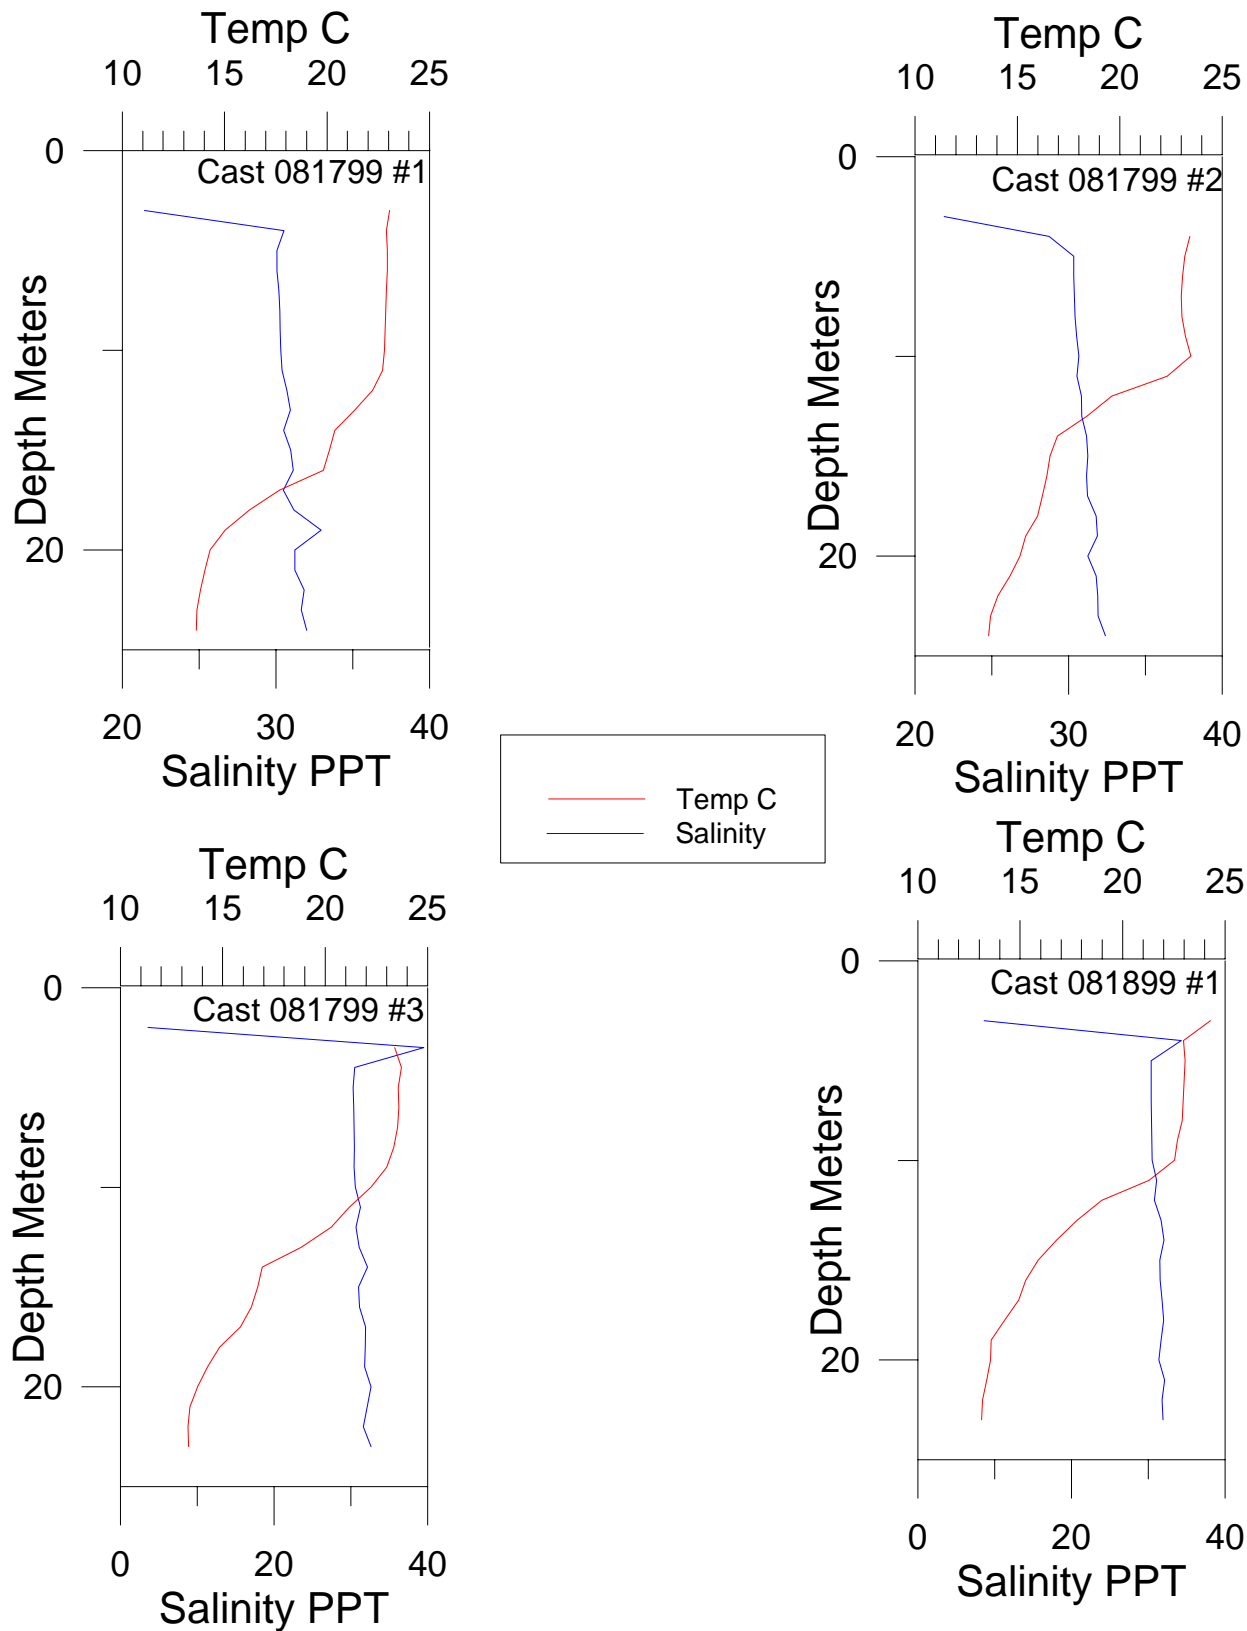 Temp C
10 15 20 25
0
Cast 081799 #1
Depth Meters
20
20 30 40
Salinity PPT
Temp C
10 15 20 25
0
Cast 081799 #2
Depth Meters
20
20 30 40
Salinity PPT
Temp C
Salinity
Temp C
10 15 20 25
0
Cast 081799 #3
Depth Meters
20
0 20 40
Salinity PPT
Temp C
10 15 20 25
0
Cast 081899 #1
Depth Meters
20
0 20 40
Salinity PPT